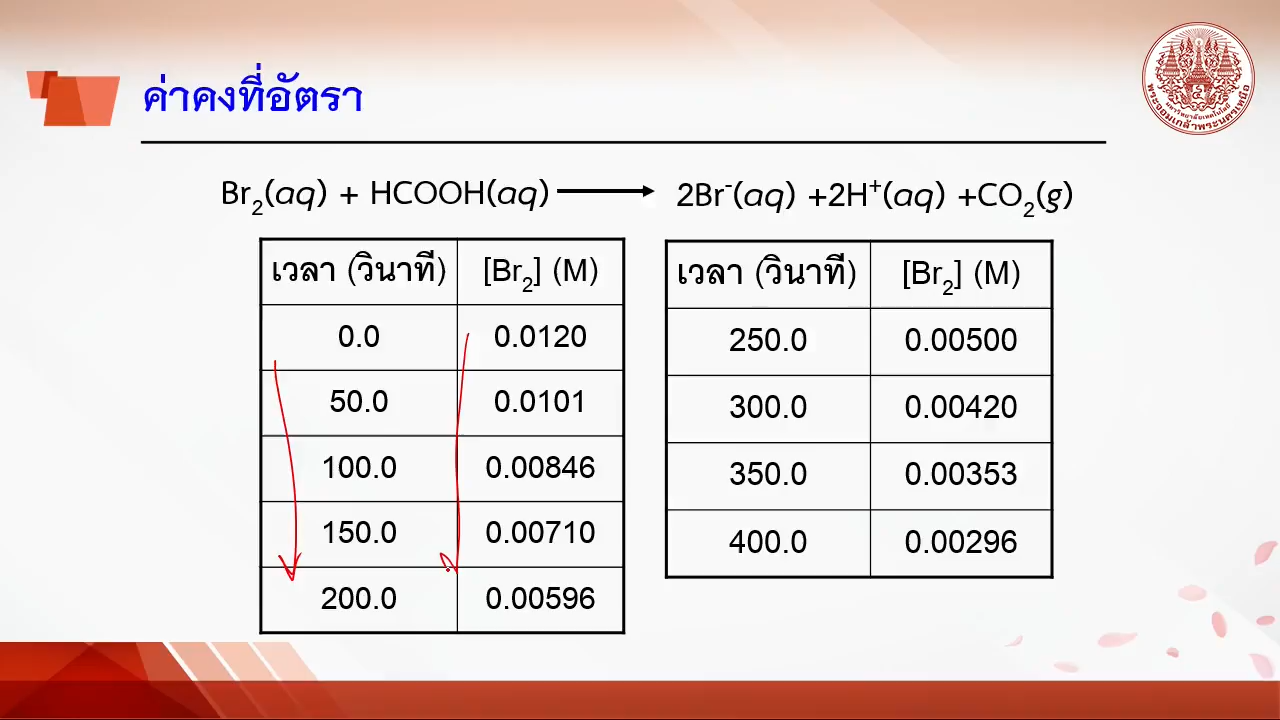 ค่าคงที่อัตรา
Br₂(aq) + HCOOH(aq) ⟶ 2Br⁻(aq) +2H⁺(aq) +CO₂(g)
เวลา (วินาที) [Br₂] (M)
0.0 0.0120
50.0 0.0101
100.0 0.00846
150.0 0.00710
200.0 0.00596
เวลา (วินาที) [Br₂] (M)
250.0 0.00500
300.0 0.00420
350.0 0.00353
400.0 0.00296